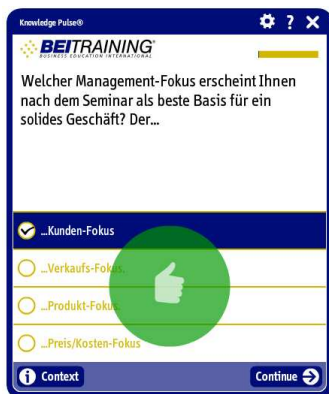 Knowledge Pulse®
?
BEITRAINING®
BUSINESS EDUCATION INTERNATIONAL
Welcher Management-Fokus erscheint Ihnen
nach dem Seminar als beste Basis für ein
solides Geschäft? Der...
...Kunden-Fokus
...Verkaufs-Fokus
...Produkt-Fokus
...Preis/Kosten-Fokus
i Context
Continue